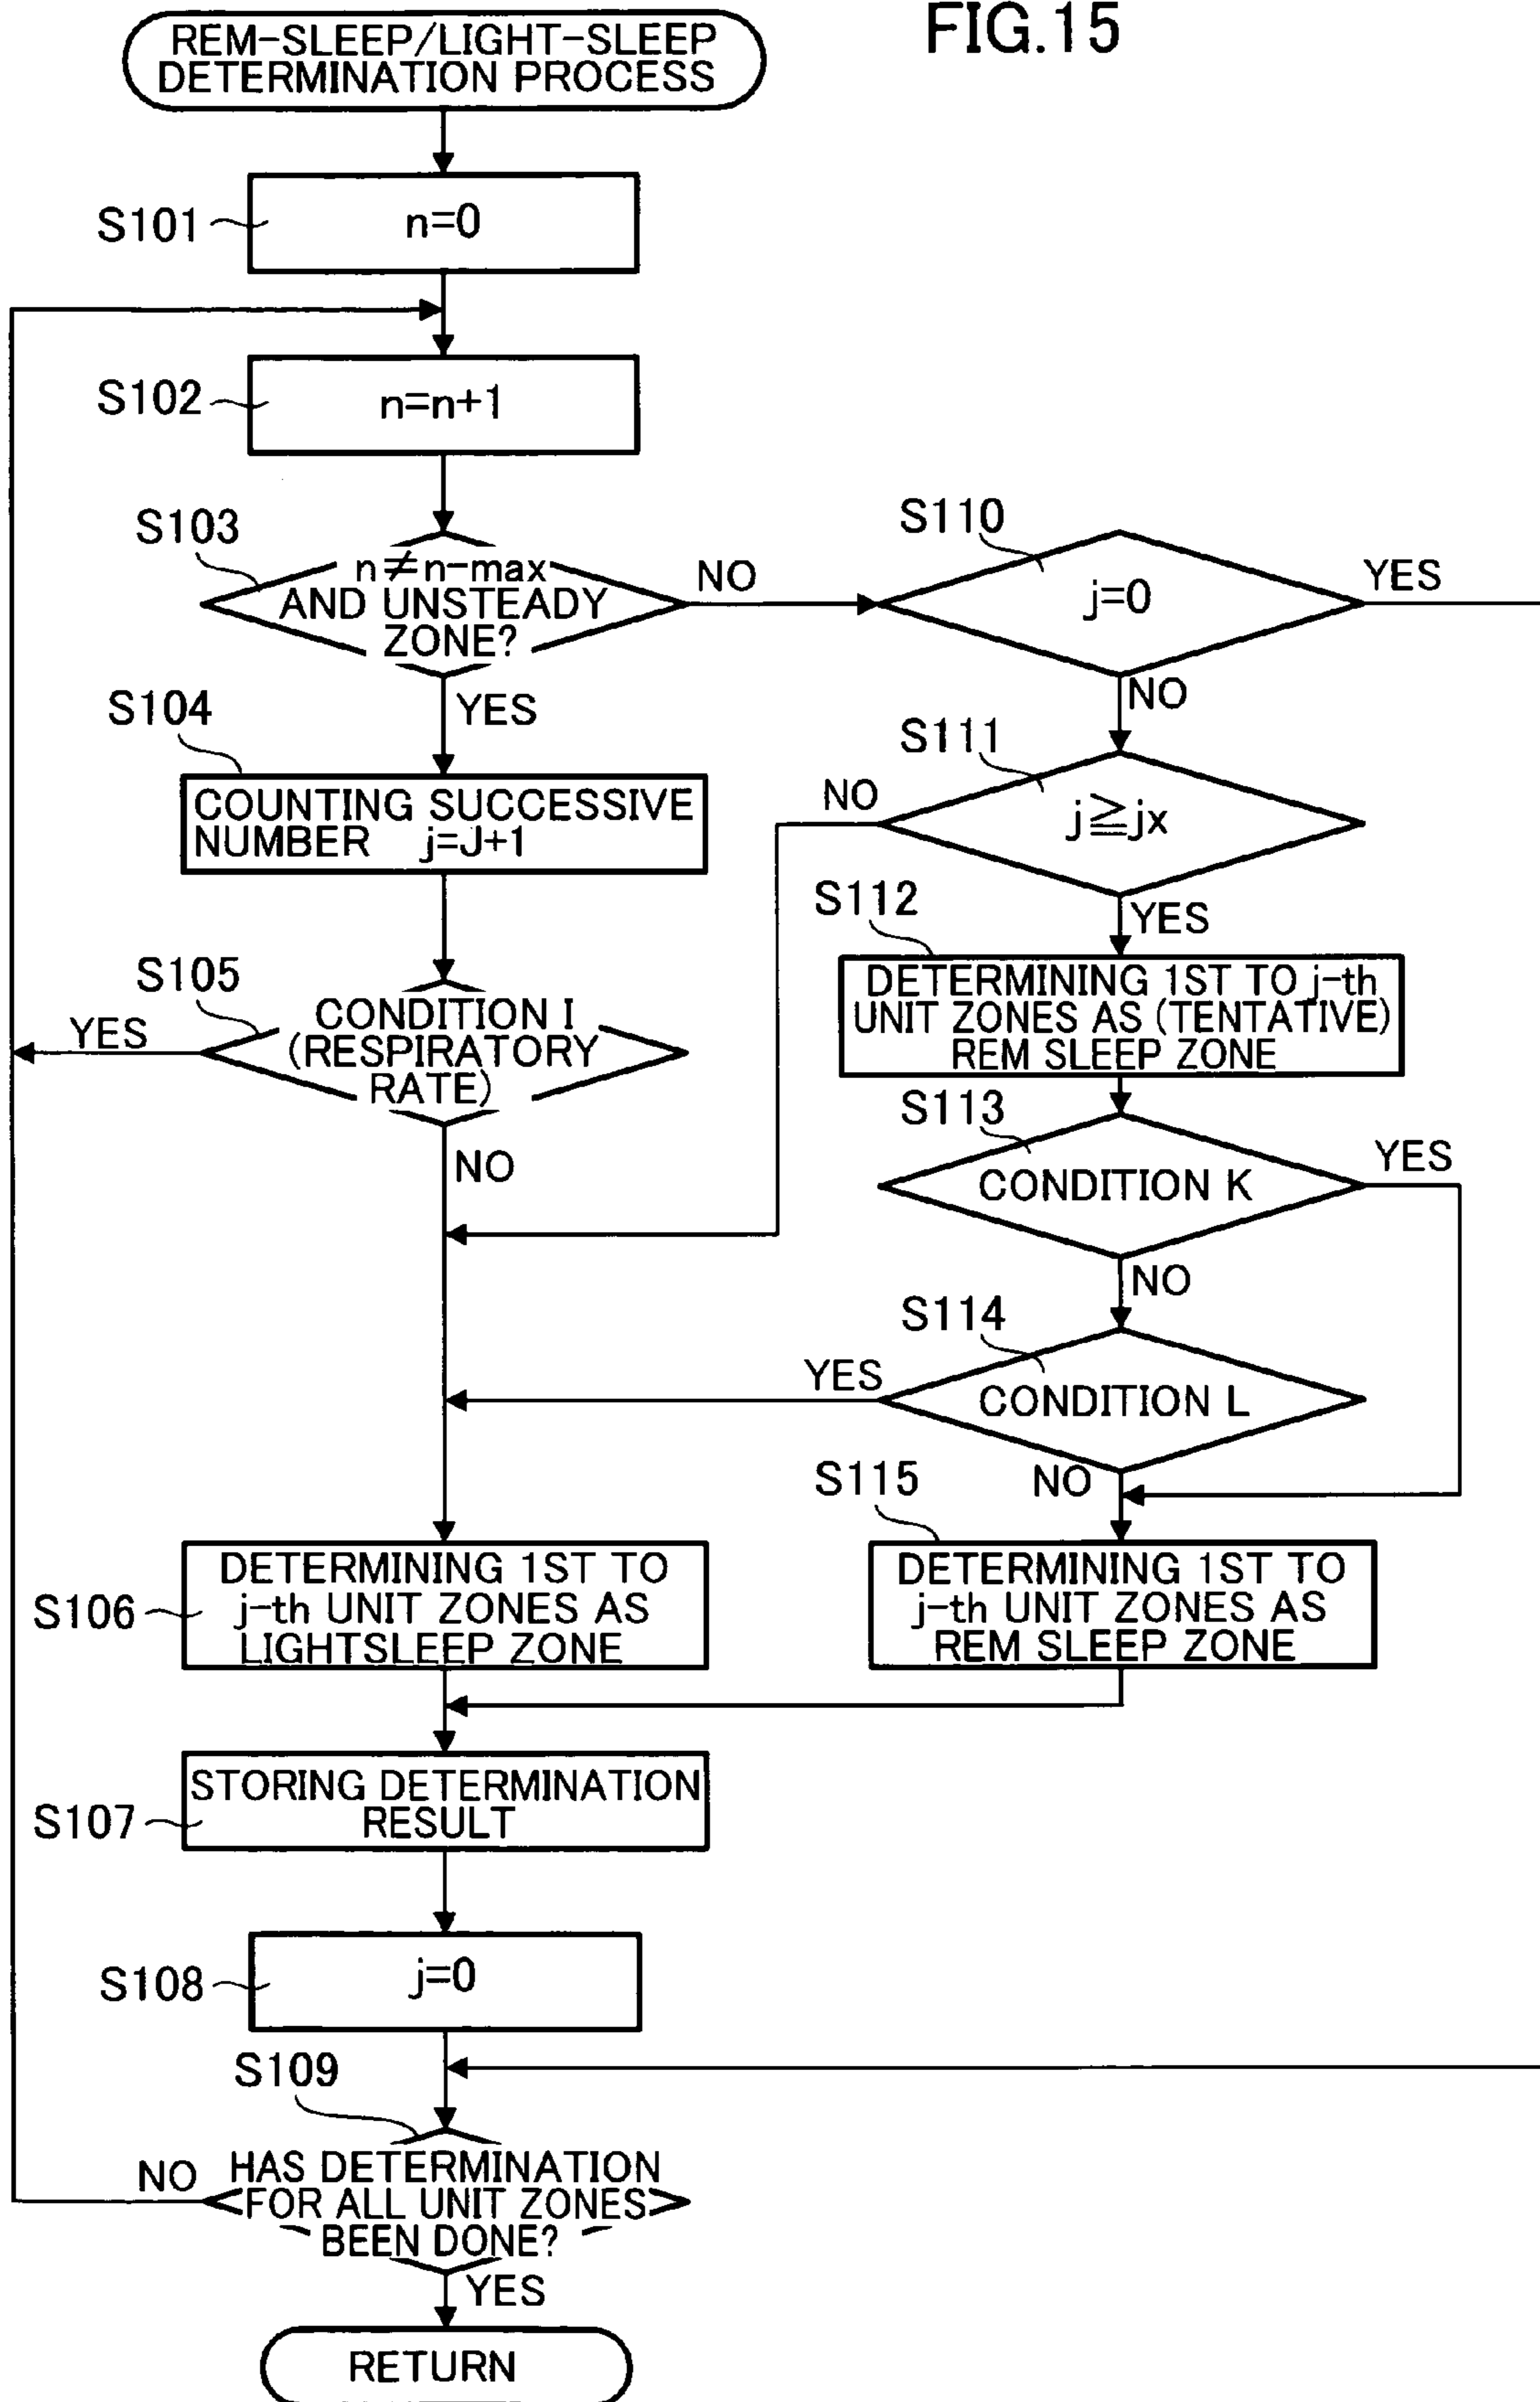 FIG.15
REM-SLEEP/LIGHT-SLEEP
DETERMINATION PROCESS
S101
n=0
S102
n=n+1
S103
n≠n-max
AND UNSTEADY
ZONE?
NO
YES
S110
j=0
YES
NO
S104
COUNTING SUCCESSIVE
NUMBER j=J+1
S111
j≧jx
NO
YES
S105
CONDITION I
(RESPIRATORY
RATE)
YES
NO
S112
DETERMINING 1ST TO j-th
UNIT ZONES AS (TENTATIVE)
REM SLEEP ZONE
S113
CONDITION K
YES
NO
S114
CONDITION L
YES
NO
S106
DETERMINING 1ST TO
j-th UNIT ZONES AS
LIGHTSLEEP ZONE
S115
DETERMINING 1ST TO
j-th UNIT ZONES AS
REM SLEEP ZONE
S107
STORING DETERMINATION
RESULT
S108
j=0
S109
HAS DETERMINATION
FOR ALL UNIT ZONES
BEEN DONE?
NO
YES
RETURN